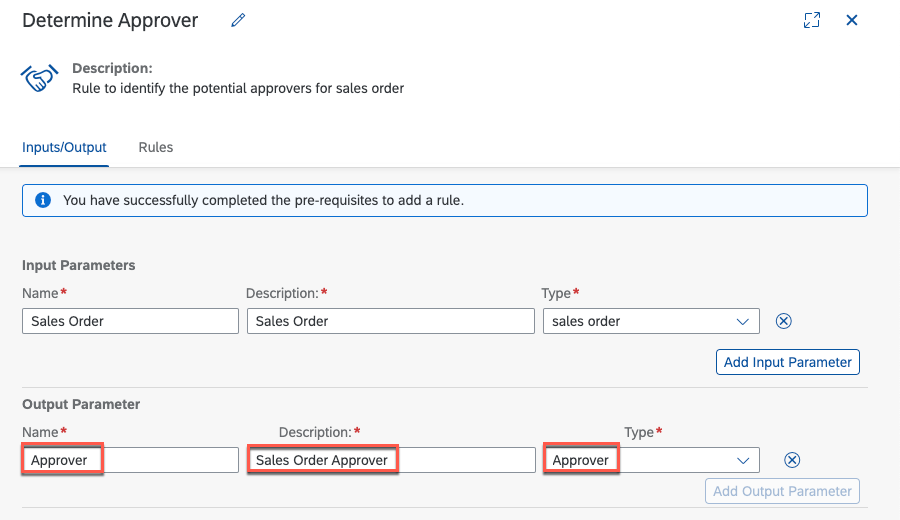 Determine Approver
Description:
Rule to identify the potential approvers for sales order
Inputs/Output Rules
You have successfully completed the pre-requisites to add a rule.
Input Parameters
Name* Description:* Type*
Sales Order Sales Order sales order
Add Input Parameter
Output Parameter
Name* Description:* Type*
Approver Sales Order Approver Approver
Add Output Parameter